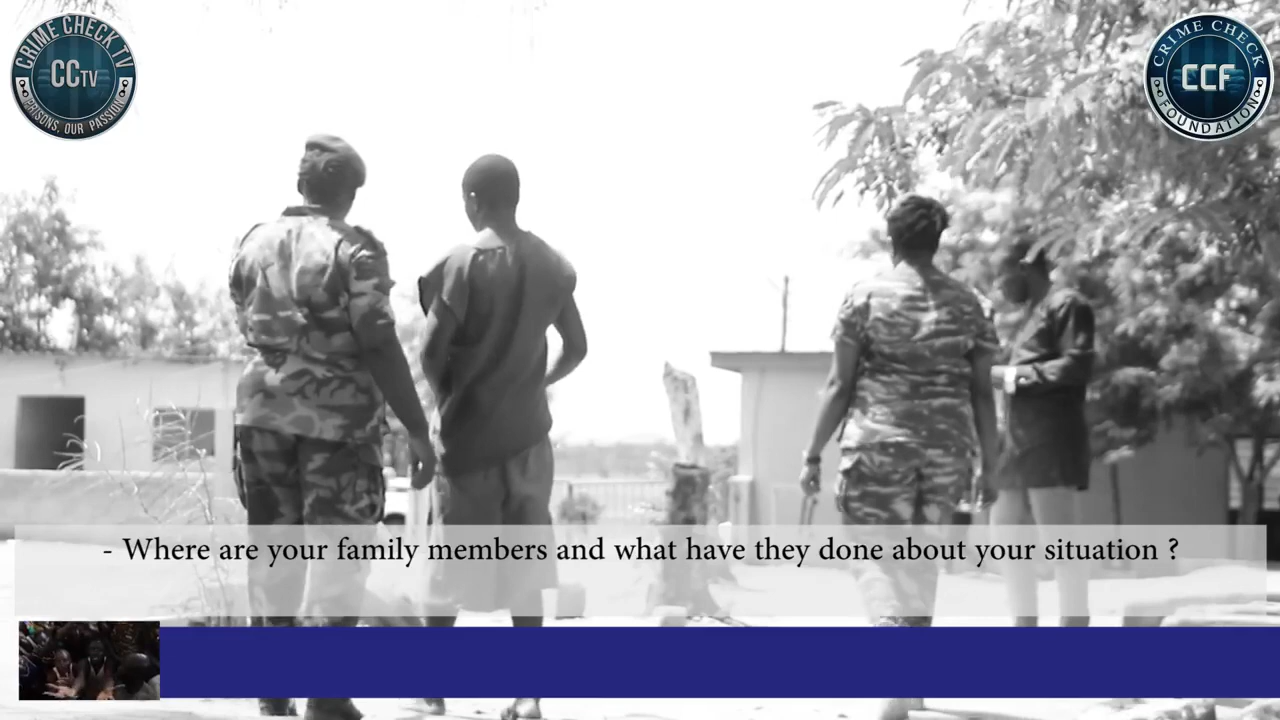 CRIME CHECK TV
CCTV
PRISONS, OUR PASSION
CRIME CHECK
CCF
FOUNDATION
- Where are your family members and what have they done about your situation ?